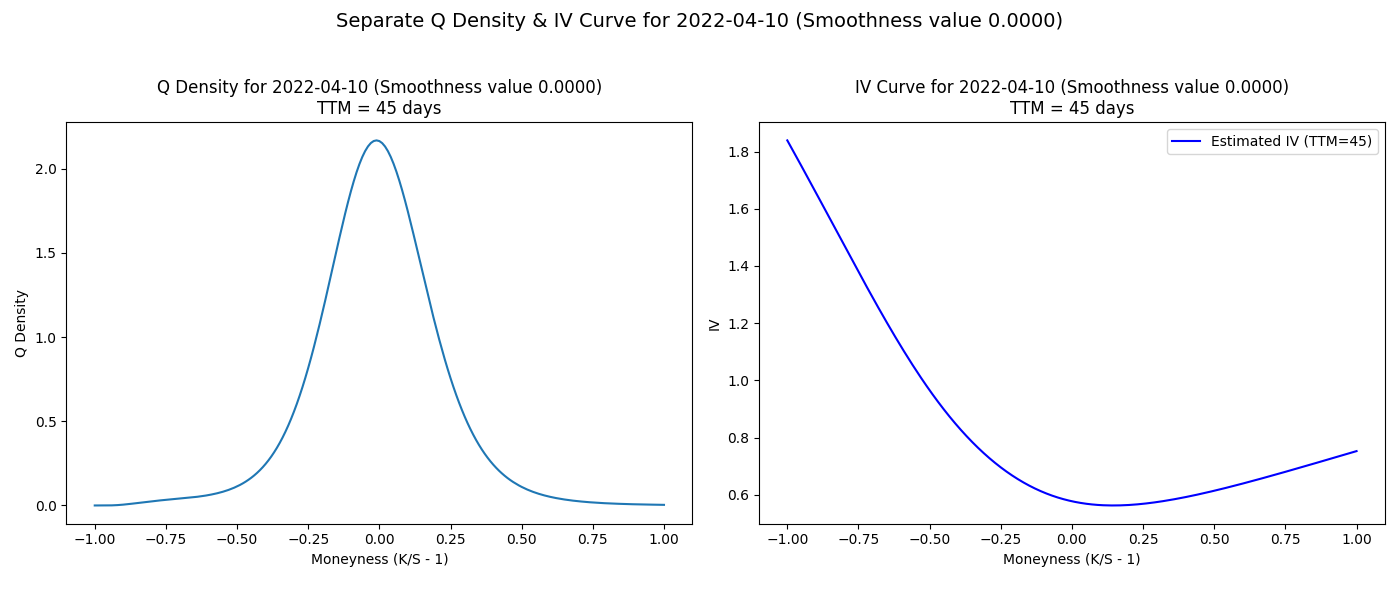 Separate Q Density & IV Curve for 2022-04-10 (Smoothness value 0.0000)
Q Density for 2022-04-10 (Smoothness value 0.0000)
TTM = 45 days
Q Density
2.0
1.5
1.0
0.5
0.0
−1.00 −0.75 −0.50 −0.25 0.00 0.25 0.50 0.75 1.00
Moneyness (K/S - 1)
IV Curve for 2022-04-10 (Smoothness value 0.0000)
TTM = 45 days
Estimated IV (TTM=45)
IV
1.8
1.6
1.4
1.2
1.0
0.8
0.6
−1.00 −0.75 −0.50 −0.25 0.00 0.25 0.50 0.75 1.00
Moneyness (K/S - 1)